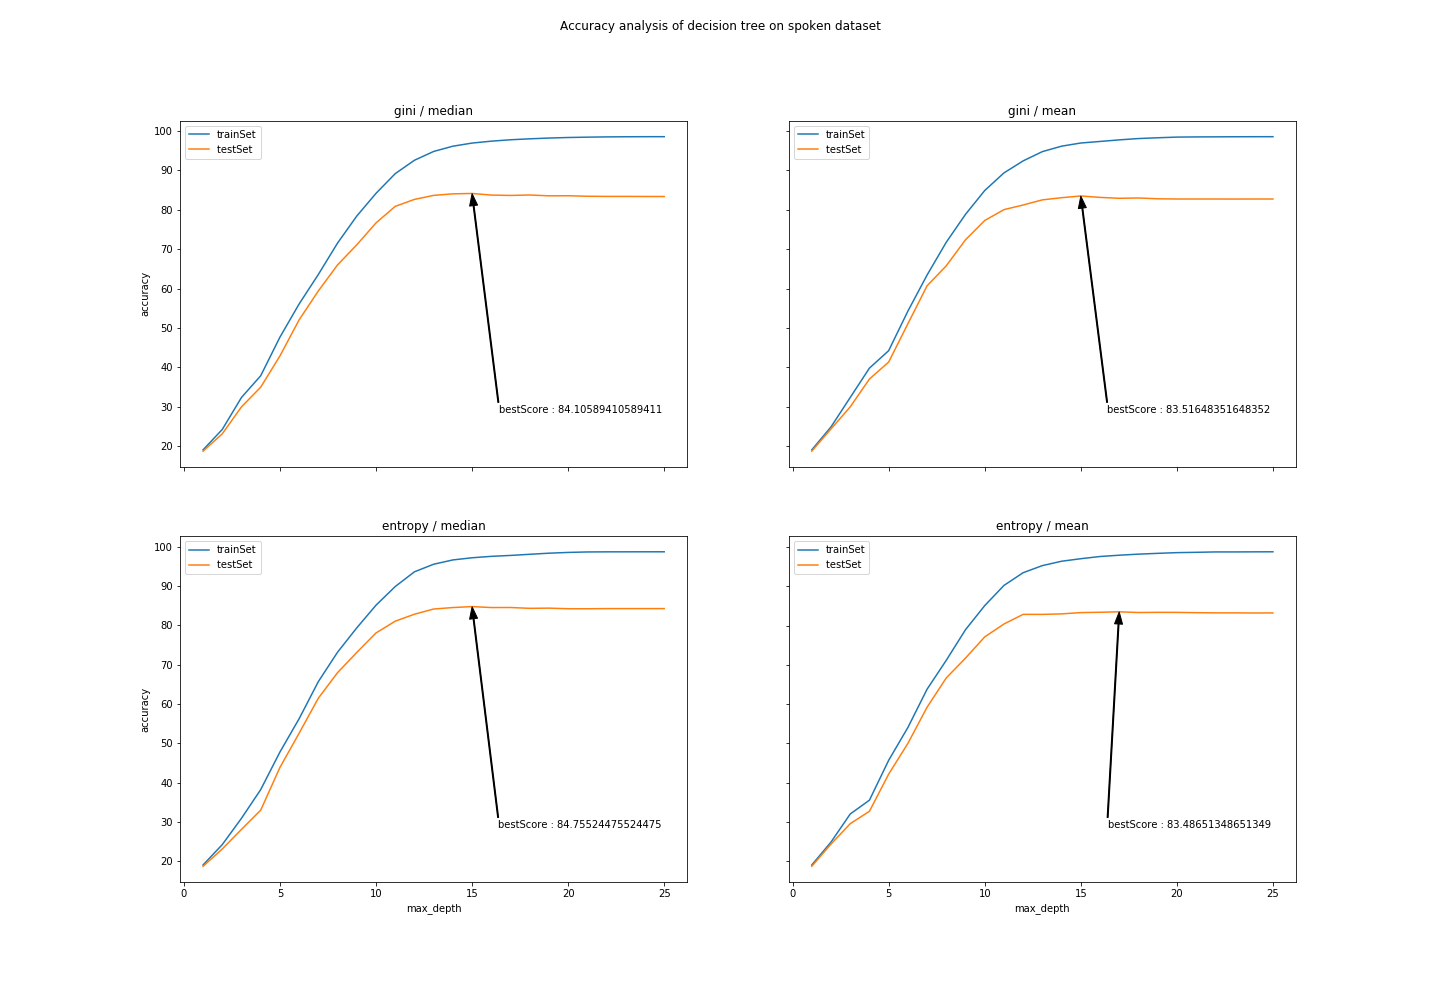 Accuracy analysis of decision tree on spoken dataset
gini / median
trainSet
testSet
100
90
80
70
60
50
40
30
20
accuracy
bestScore : 84.10589410589411
gini / mean
trainSet
testSet
bestScore : 83.51648351648352
entropy / median
trainSet
testSet
100
90
80
70
60
50
40
30
20
accuracy
bestScore : 84.75524475524475
0 5 10 15 20 25
max_depth
entropy / mean
trainSet
testSet
bestScore : 83.48651348651349
0 5 10 15 20 25
max_depth